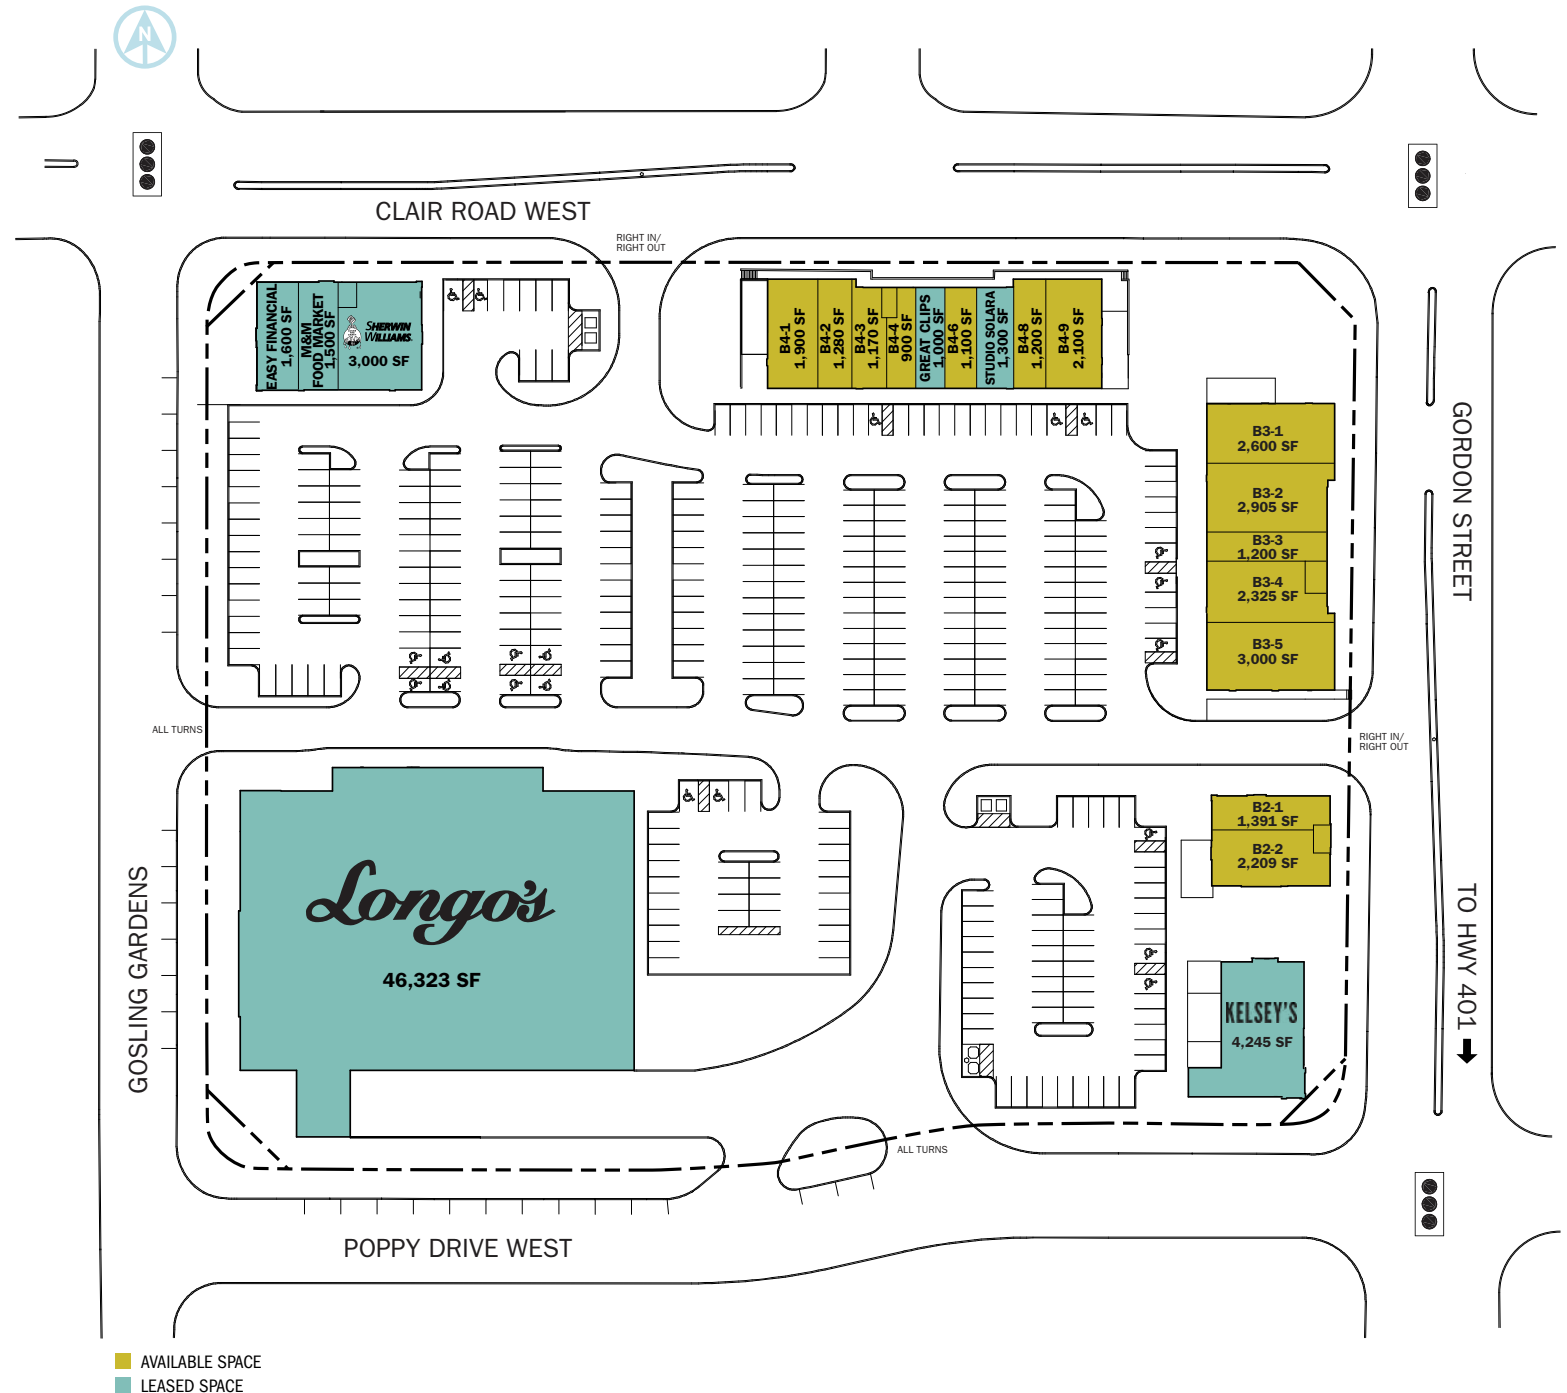 N
CLAIR ROAD WEST
RIGHT IN/
RIGHT OUT
EASY FINANCIAL
1,600 SF
M&M
FOOD MARKET
1,500 SF
SHERWIN
WILLIAMS.
3,000 SF
B4-1
1,900 SF
B4-2
1,280 SF
B4-3
1,170 SF
B4-4
900 SF
GREAT CLIPS
1,000 SF
B4-6
1,100 SF
STUDIO SOLARA
1,300 SF
B4-8
1,200 SF
B4-9
2,100 SF
B3-1
2,600 SF
B3-2
2,905 SF
B3-3
1,200 SF
B3-4
2,325 SF
B3-5
3,000 SF
GORDON STREET
ALL TURNS
RIGHT IN/
RIGHT OUT
B2-1
1,391 SF
B2-2
2,209 SF
Longo's
46,323 SF
GOSLING GARDENS
KELSEY'S
4,245 SF
TO HWY 401
ALL TURNS
POPPY DRIVE WEST
AVAILABLE SPACE
LEASED SPACE